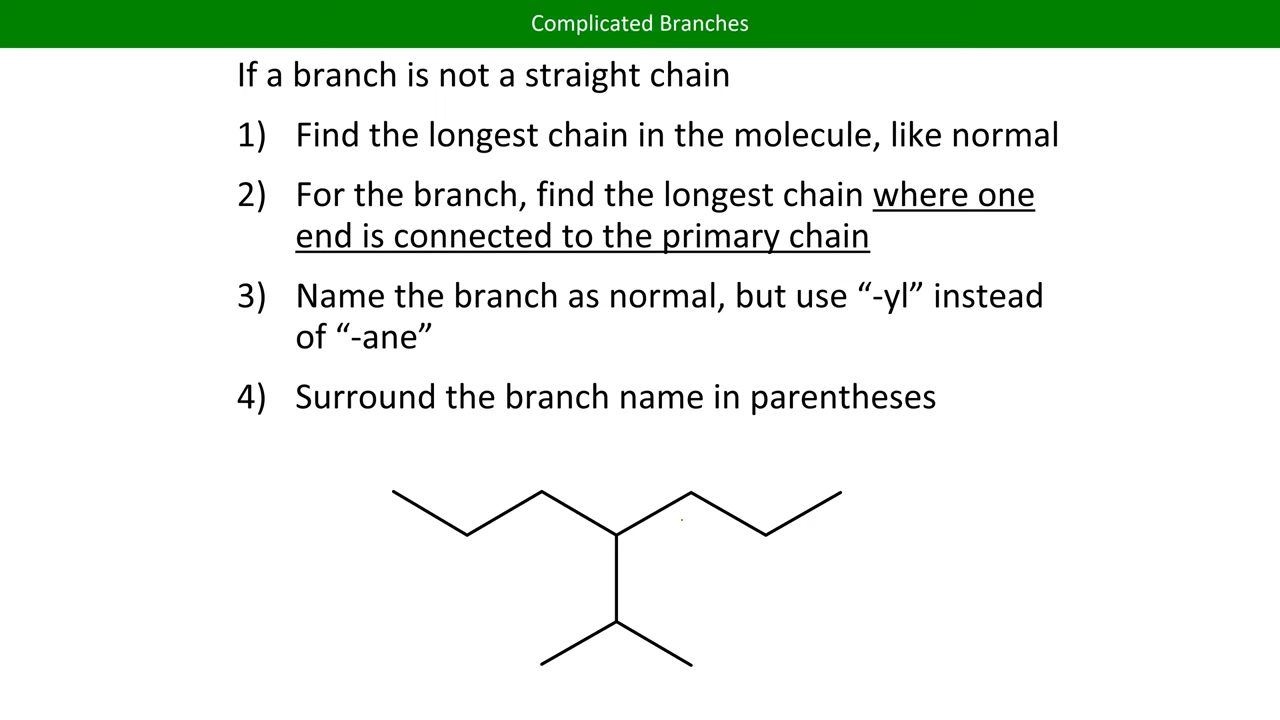 Complicated Branches
If a branch is not a straight chain
1) Find the longest chain in the molecule, like normal
2) For the branch, find the longest chain where one
end is connected to the primary chain
3) Name the branch as normal, but use “-yl” instead
of “-ane”
4) Surround the branch name in parentheses